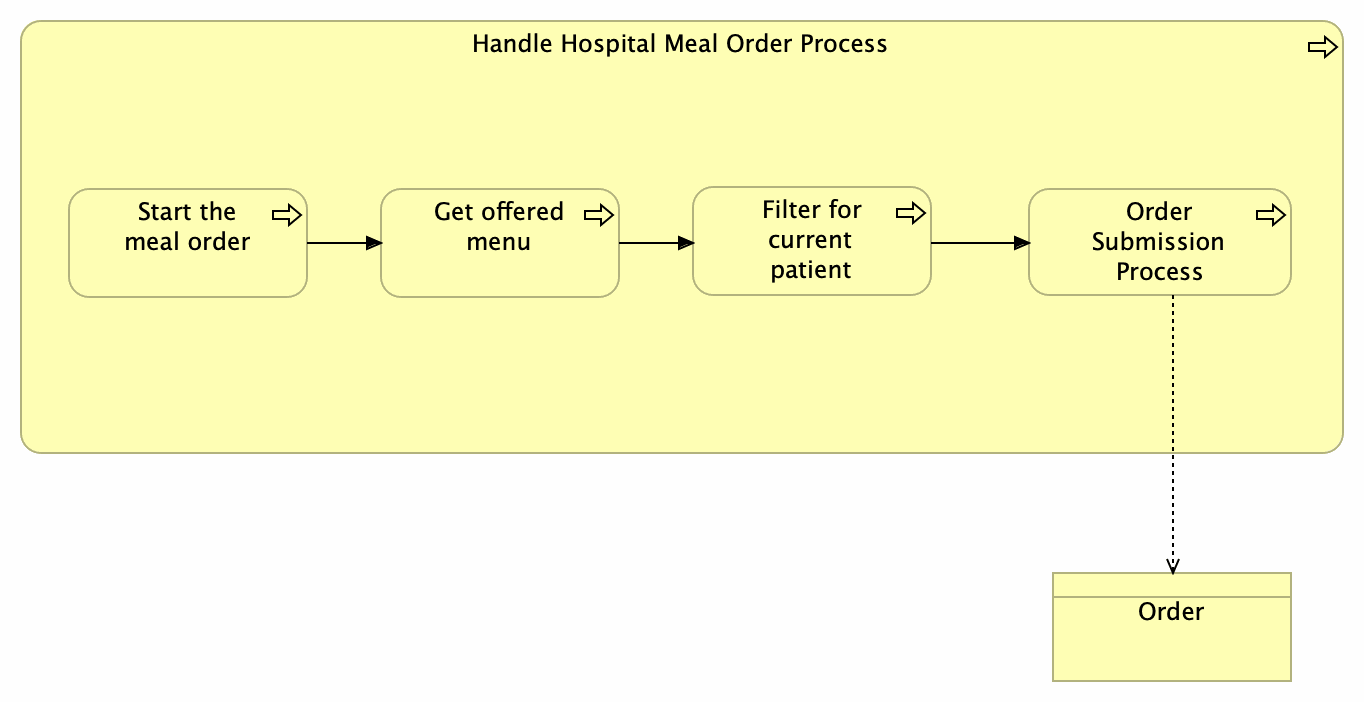 Handle Hospital Meal Order Process
Start the
meal order
Get offered
menu
Filter for
current
patient
Order
Submission
Process
Order